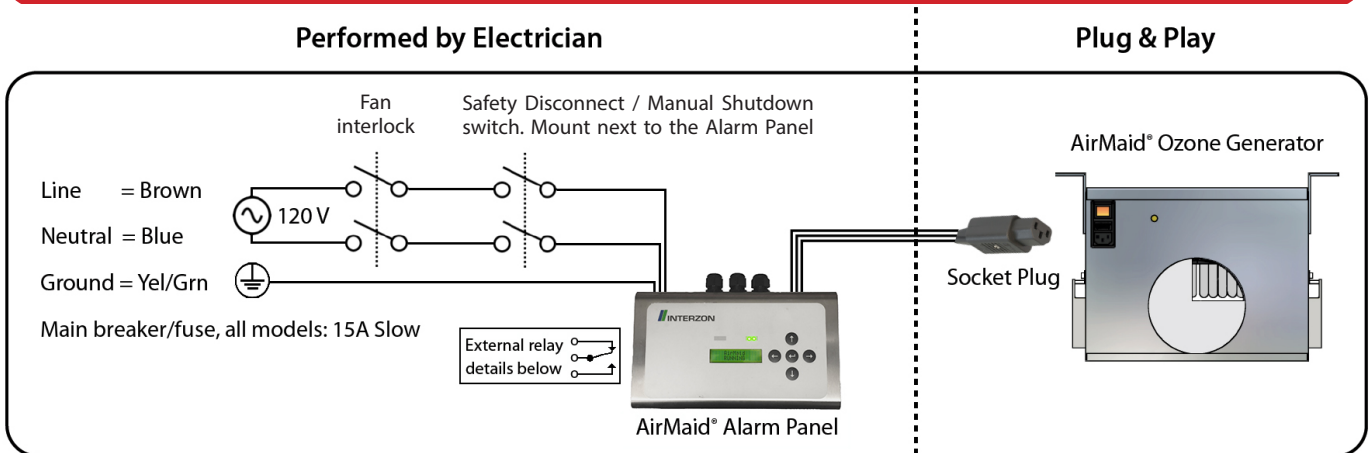 Performed by Electrician
Plug & Play
Fan
interlock
Safety Disconnect / Manual Shutdown
switch. Mount next to the Alarm Panel
AirMaid® Ozone Generator
Line = Brown
120 V
Neutral = Blue
Ground = Yel/Grn
Socket Plug
Main breaker/fuse, all models: 15A Slow
External relay
details below
INTERZON
AirMaid® Alarm Panel